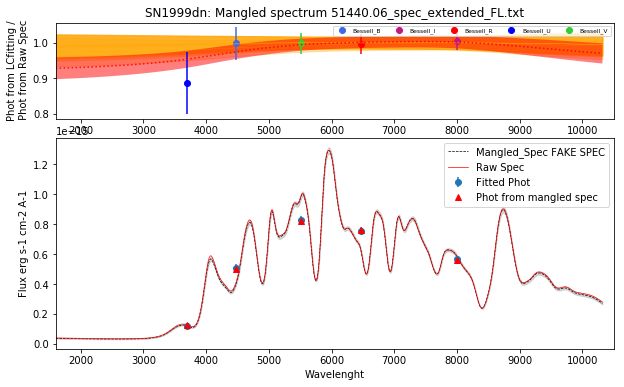 SN1999dn: Mangled spectrum 51440.06_spec_extended_FL.txt
Phot from LCfitting /
Phot from Raw Spec
1.0
0.9
0.8
Bessell_B
Bessell_I
Bessell_R
Bessell_U
Bessell_V
2000 3000 4000 5000 6000 7000 8000 9000 10000
Flux erg s-1 cm-2 A-1
1.2
1.0
0.8
0.6
0.4
0.2
0.0
Mangled_Spec FAKE SPEC
Raw Spec
Fitted Phot
Phot from mangled spec
2000 3000 4000 5000 6000 7000 8000 9000 10000
Wavelenght